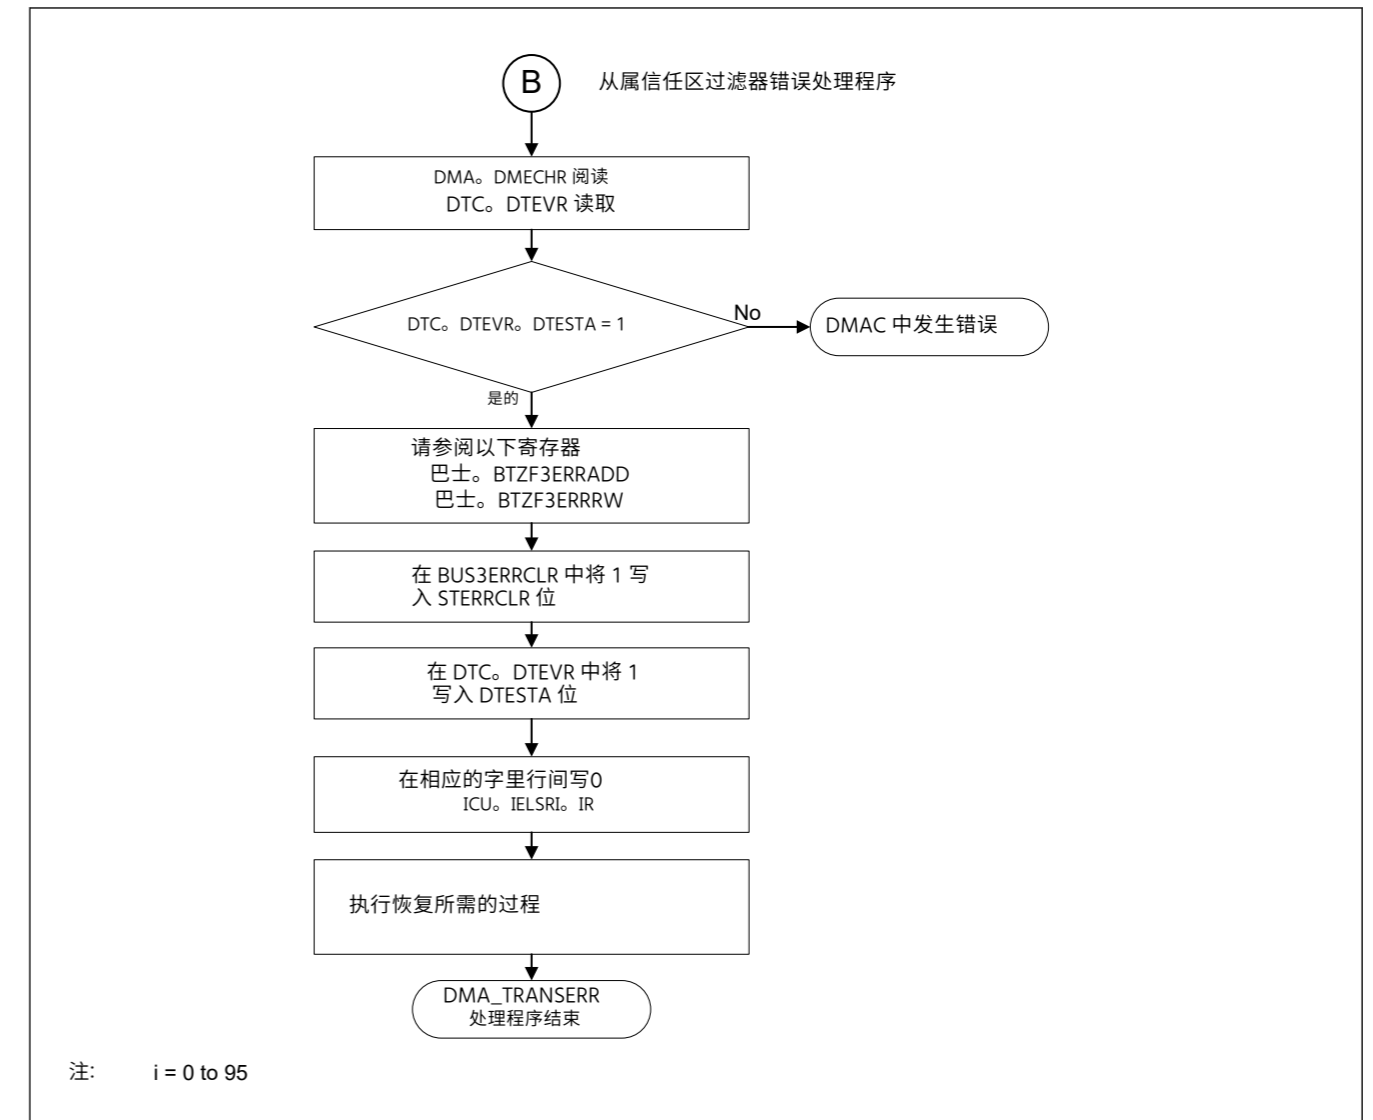 B
从属信任区过滤器错误处理程序
DMA。DMECHR 阅读
DTC。DTEVR 读取
DTC。DTEVR。DTESTA = 1
No
DMAC 中发生错误
是的
请参阅以下寄存器
巴士。BTZF3ERRADD
巴士。BTZF3ERRRW
在 BUS3ERRCLR 中将 1 写
入 STERRCLR 位
在 DTC。DTEVR 中将 1
写入 DTESTA 位
在相应的字里行间写0
ICU。IELSRI。IR
执行恢复所需的过程
DMA_TRANSERR
处理程序结束
注: i = 0 to 95